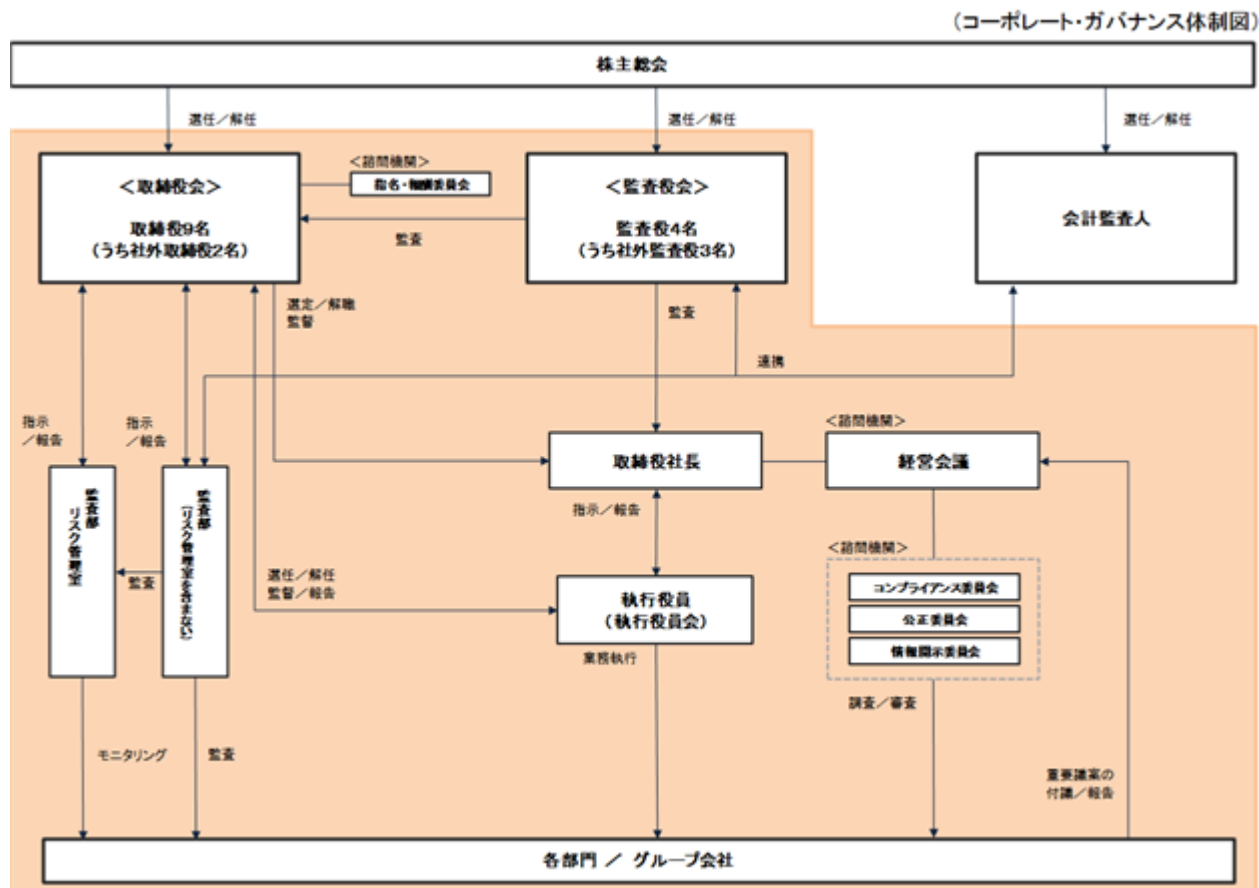 (コーポレート・ガバナンス体制図)
株主総会
選任／解任
選任／解任
選任／解任
＜取締役会＞
取締役9名
(うち社外取締役2名)
＜諮問機関＞
指名・報酬委員会
＜監査役会＞
監査役4名
(うち社外監査役3名)
会計監査人
監査
選定／解職
監督
監査
連携
指示
／報告
指示
／報告
＜諮問機関＞
取締役社長
経営会議
監査部
リスク管理室
監査部
(リスク管理室を含まない)
監査
指示／報告
＜諮問機関＞
選任／解任
監督／報告
執行役員
(執行役員会)
コンプライアンス委員会
公正委員会
情報開示委員会
業務執行
調査／審査
モニタリング
監査
重要議案の
付議／報告
各部門 ／ グループ会社